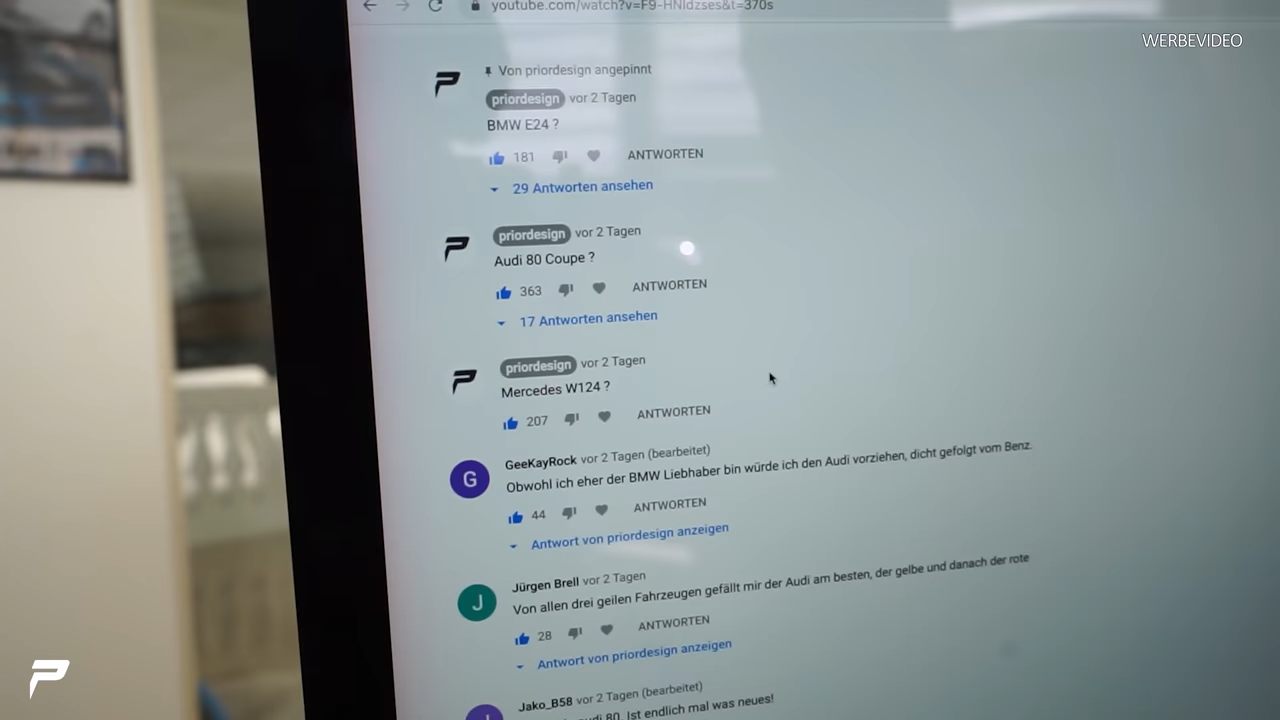 youtube.com/watch?v=F9-HNldzses&t=370s
WERBEVIDEO
Von priordesign angepinnt
priordesign vor 2 Tagen
BMW E24 ?
181 ANTWORTEN
29 Antworten ansehen
priordesign vor 2 Tagen
Audi 80 Coupe ?
363 ANTWORTEN
17 Antworten ansehen
priordesign vor 2 Tagen
Mercedes W124 ?
207 ANTWORTEN
GeeKayRock vor 2 Tagen (bearbeitet)
Obwohl ich eher der BMW Liebhaber bin würde ich den Audi vorziehen, dicht gefolgt vom Benz.
44 ANTWORTEN
Antwort von priordesign anzeigen
Jürgen Brell vor 2 Tagen
Von allen drei geilen Fahrzeugen gefällt mir der Audi am besten, der gelbe und danach der rote
28 ANTWORTEN
Antwort von priordesign anzeigen
Jako_B58 vor 2 Tagen (bearbeitet)
80. Ist endlich mal was neues!